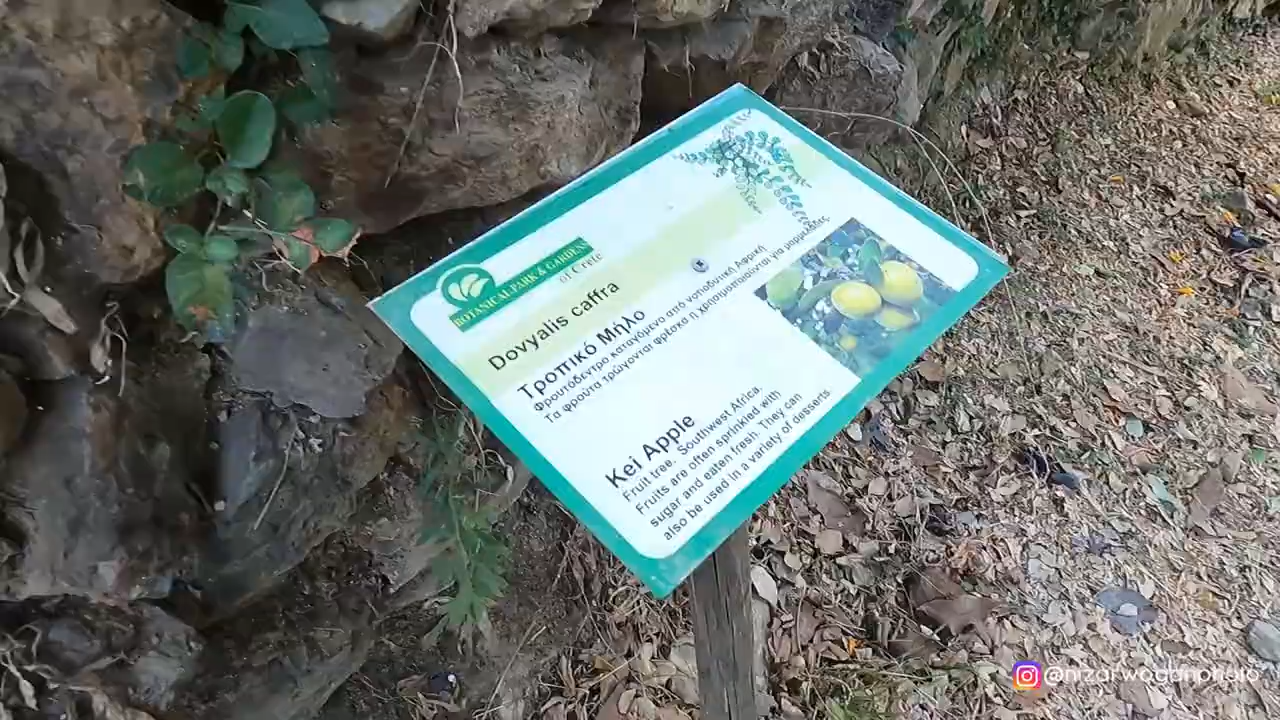 BOTANICAL PARK & GARDENS
of Crete
Dovyalis caffra
Τροπικό Μήλο
Φρουτόδεντρο καταγόμενο από νοτιοδυτική Αφρική
Τα φρούτα τρώγονται φρέσκα ή χρησιμοποιούνται για μαρμελάδες
Kei Apple
Fruit tree, Southwest Africa.
Fruits are often sprinkled with
sugar and eaten fresh. They can
also be used in a variety of desserts.
@nizarwoganphoto